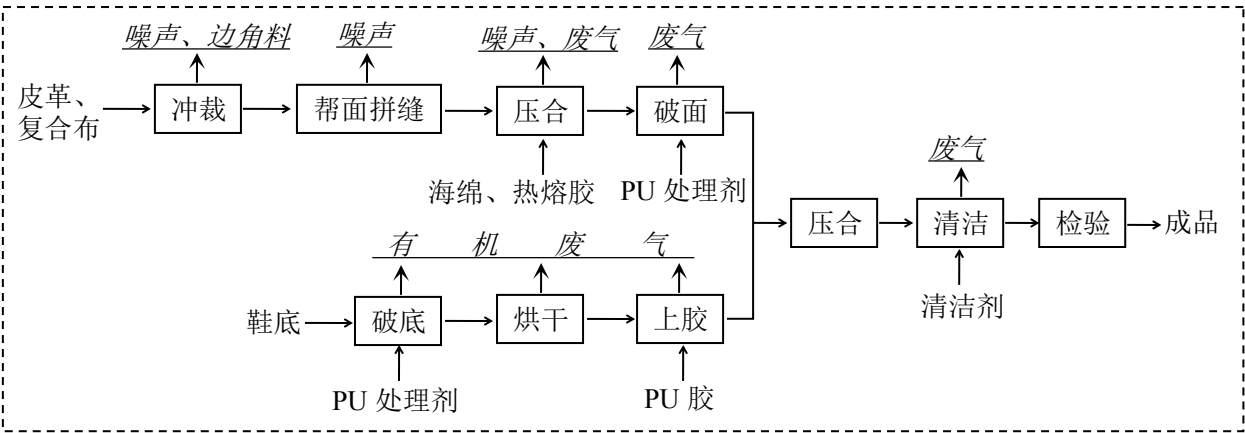 噪声、边角料
噪声
噪声、废气
废气
皮革、
复合布
冲裁
帮面拼缝
压合
破面
海绵、热熔胶
PU 处理剂
废气
压合
清洁
检验
成品
清洁剂
有机废气
鞋底
破底
烘干
上胶
PU 处理剂
PU 胶